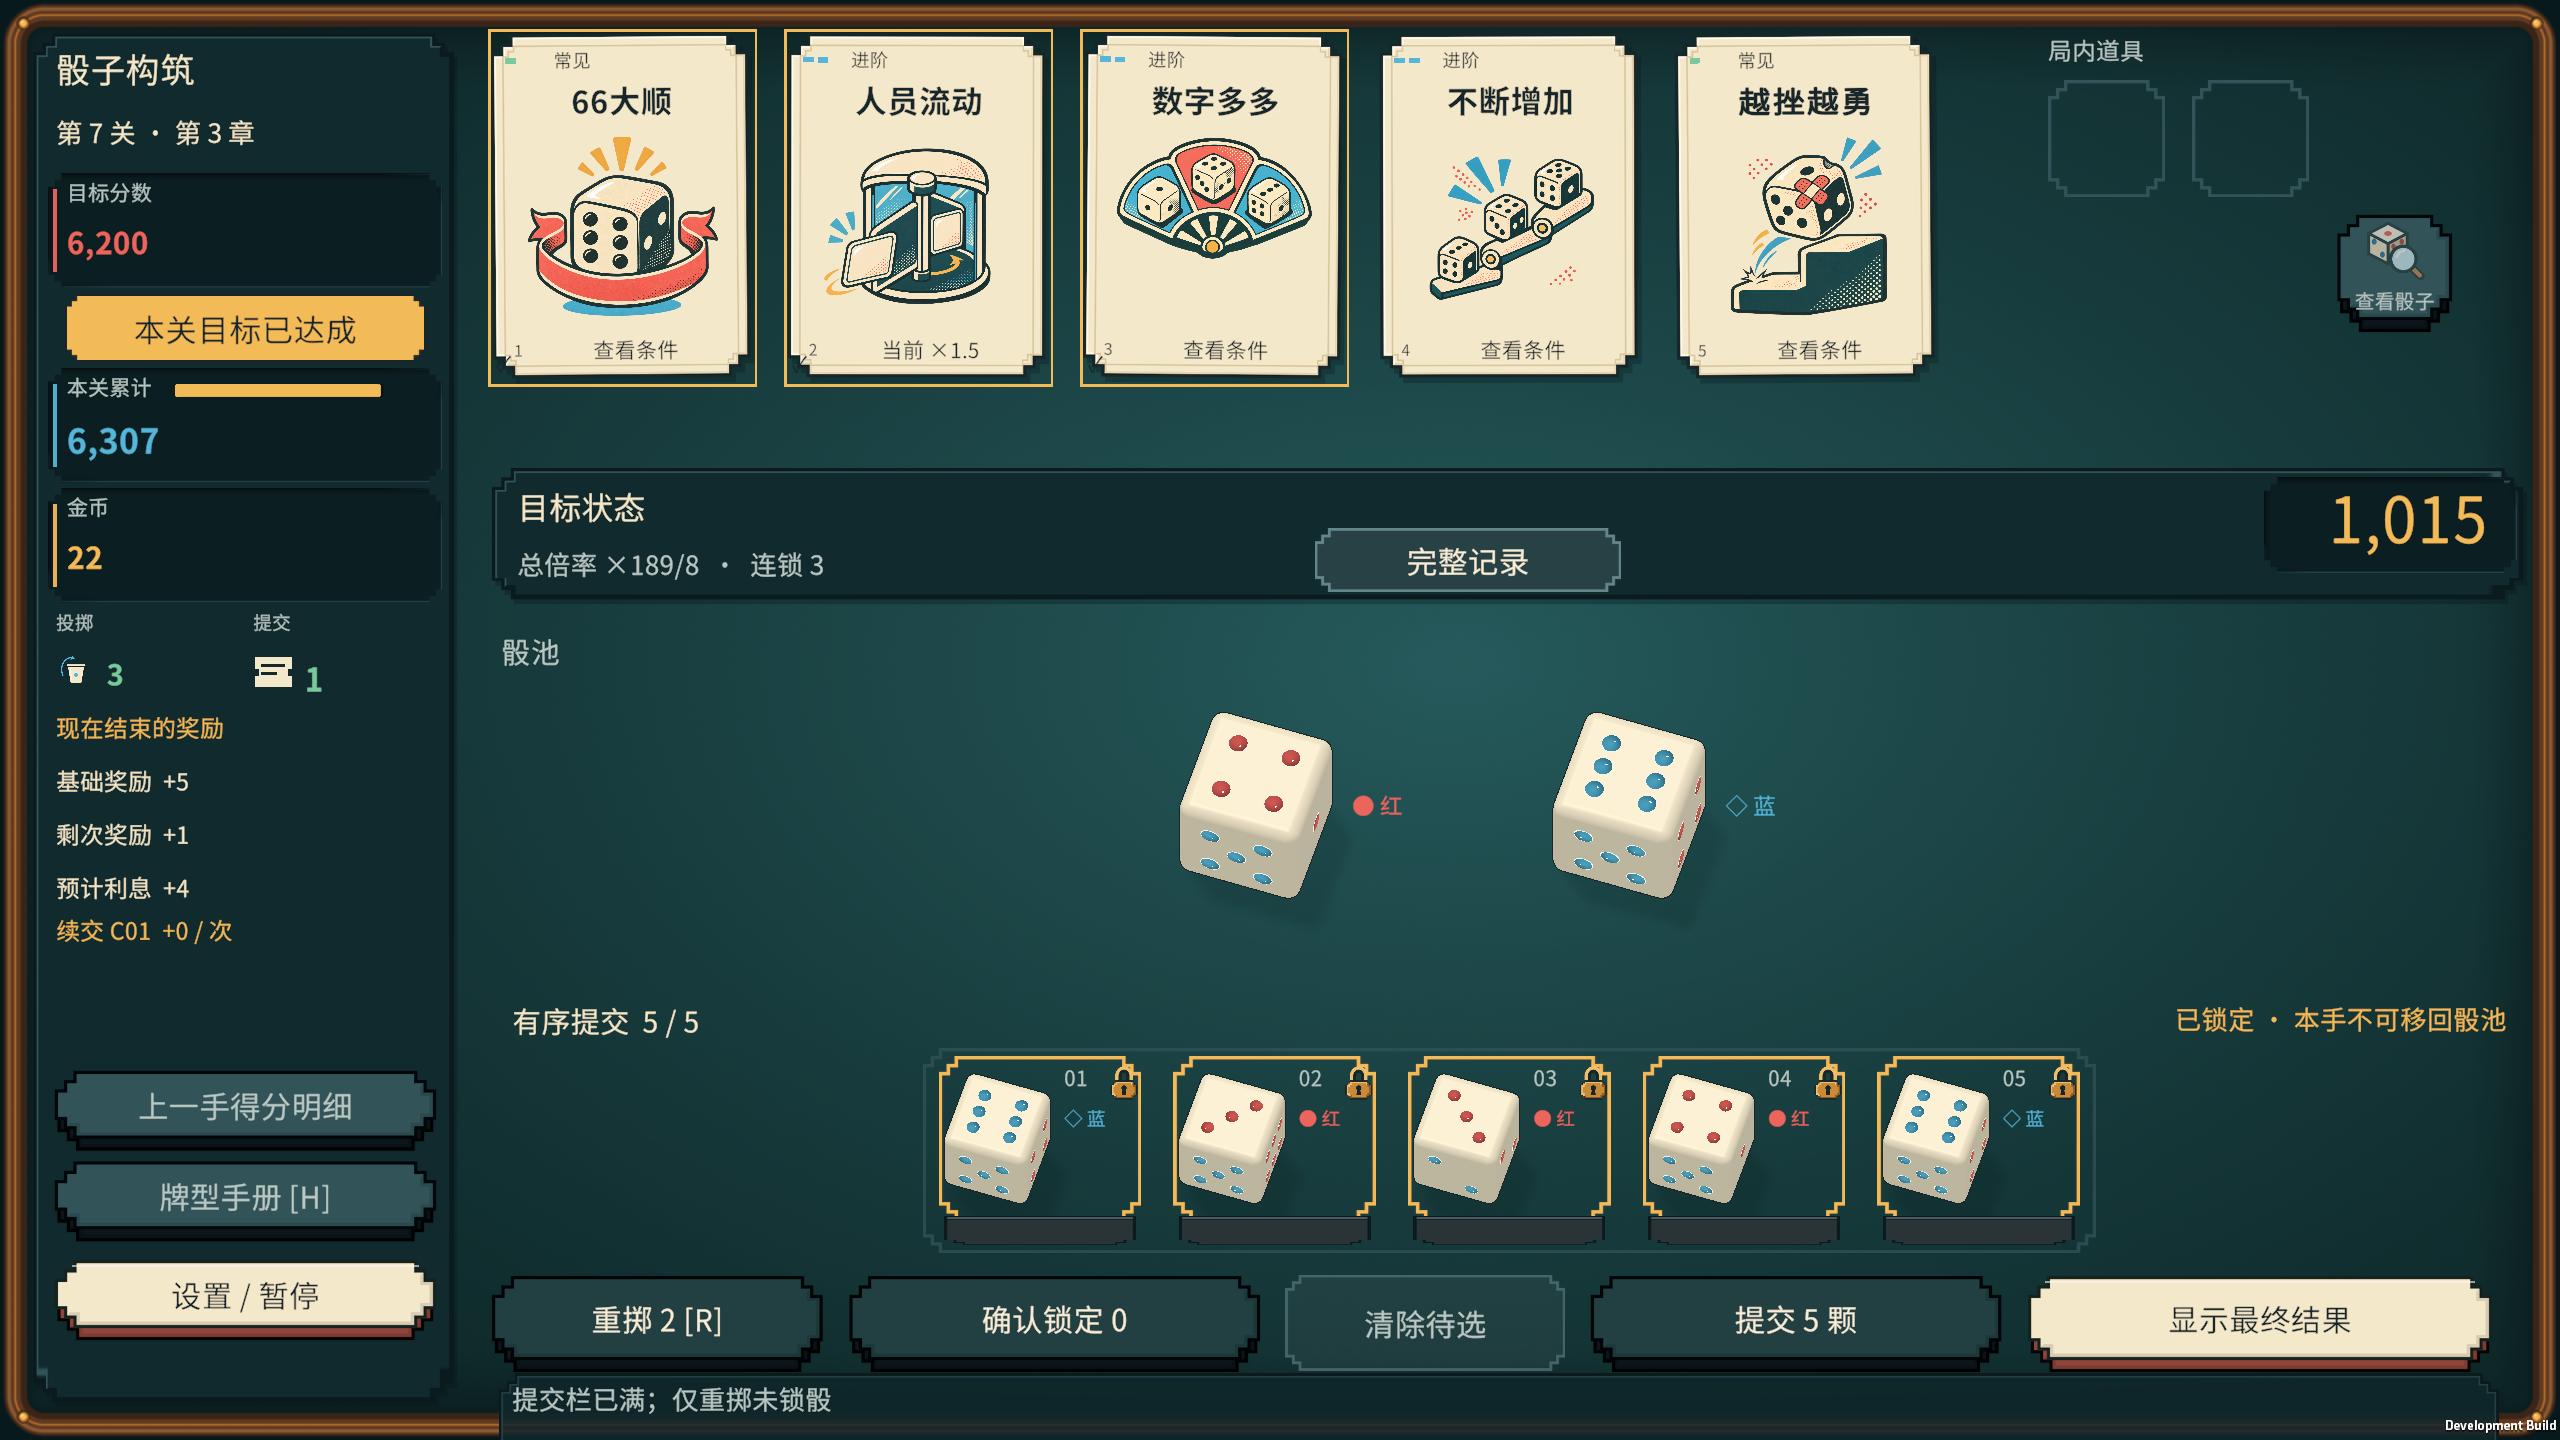 骰子构筑
第 7 关 · 第 3 章
目标分数
6,200
本关目标已达成
本关累计
6,307
金币
22
投掷
提交
3
1
现在结束的奖励
基础奖励 +5
剩次奖励 +1
预计利息 +4
续交 C01 +0 / 次
上一手得分明细
牌型手册 [H]
设置 / 暂停
常见
66大顺
1
查看条件
进阶
人员流动
2
当前 ×1.5
进阶
数字多多
3
查看条件
进阶
不断增加
4
查看条件
常见
越挫越勇
5
查看条件
局内道具
查看骰子
目标状态
总倍率 ×189/8 · 连锁 3
完整记录
1,015
骰池
红
蓝
有序提交 5 / 5
已锁定 · 本手不可移回骰池
01
蓝
02
红
03
红
04
红
05
蓝
重掷 2 [R]
确认锁定 0
清除待选
提交 5 颗
显示最终结果
提交栏已满；仅重掷未锁骰
Development Build